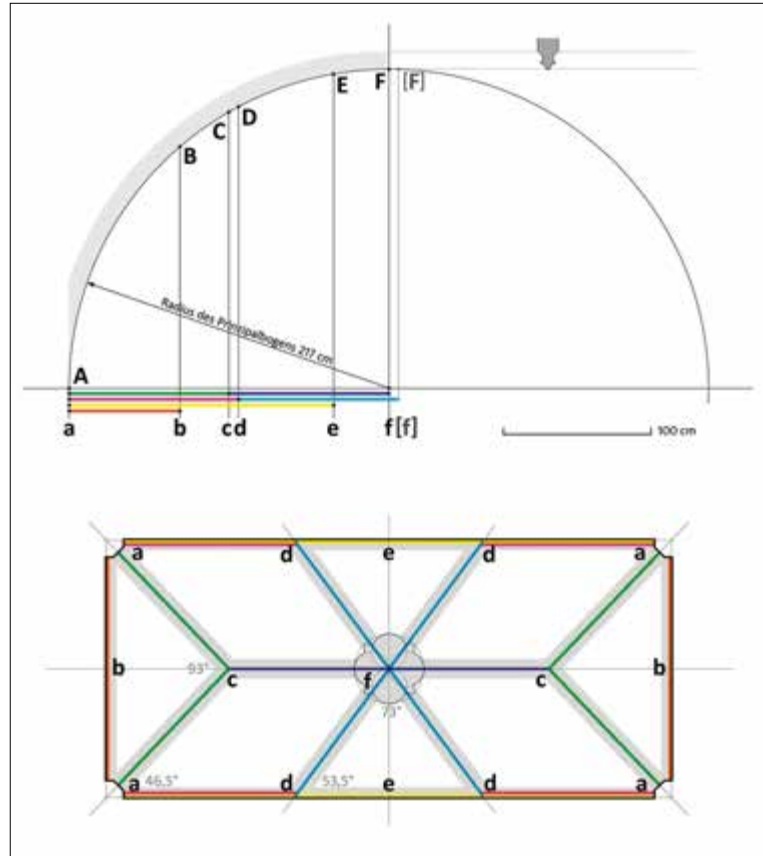 E
F
[F]
C
D
B
Radius des Prinzipalbogens 217 cm
A
a
b
c
d
e
f
[f]
100 cm
a
d
e
d
a
b
93°
c
f
c
b
73°
a
46,5°
d
53,5°
e
d
a